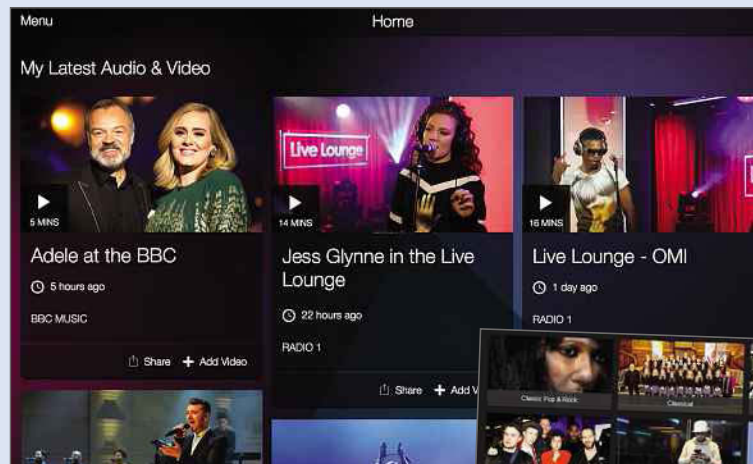 Menu
Home
My Latest Audio & Video
5 MINS
Adele at the BBC
5 hours ago
BBC MUSIC
Share + Add Video
Live Lounge
14 MINS
Jess Glynne in the Live
Lounge
22 hours ago
RADIO 1
Share + Add V
16 MINS
Live Lounge - OMI
1 day ago
RADIO 1
Classic Pop & Rock
Classical